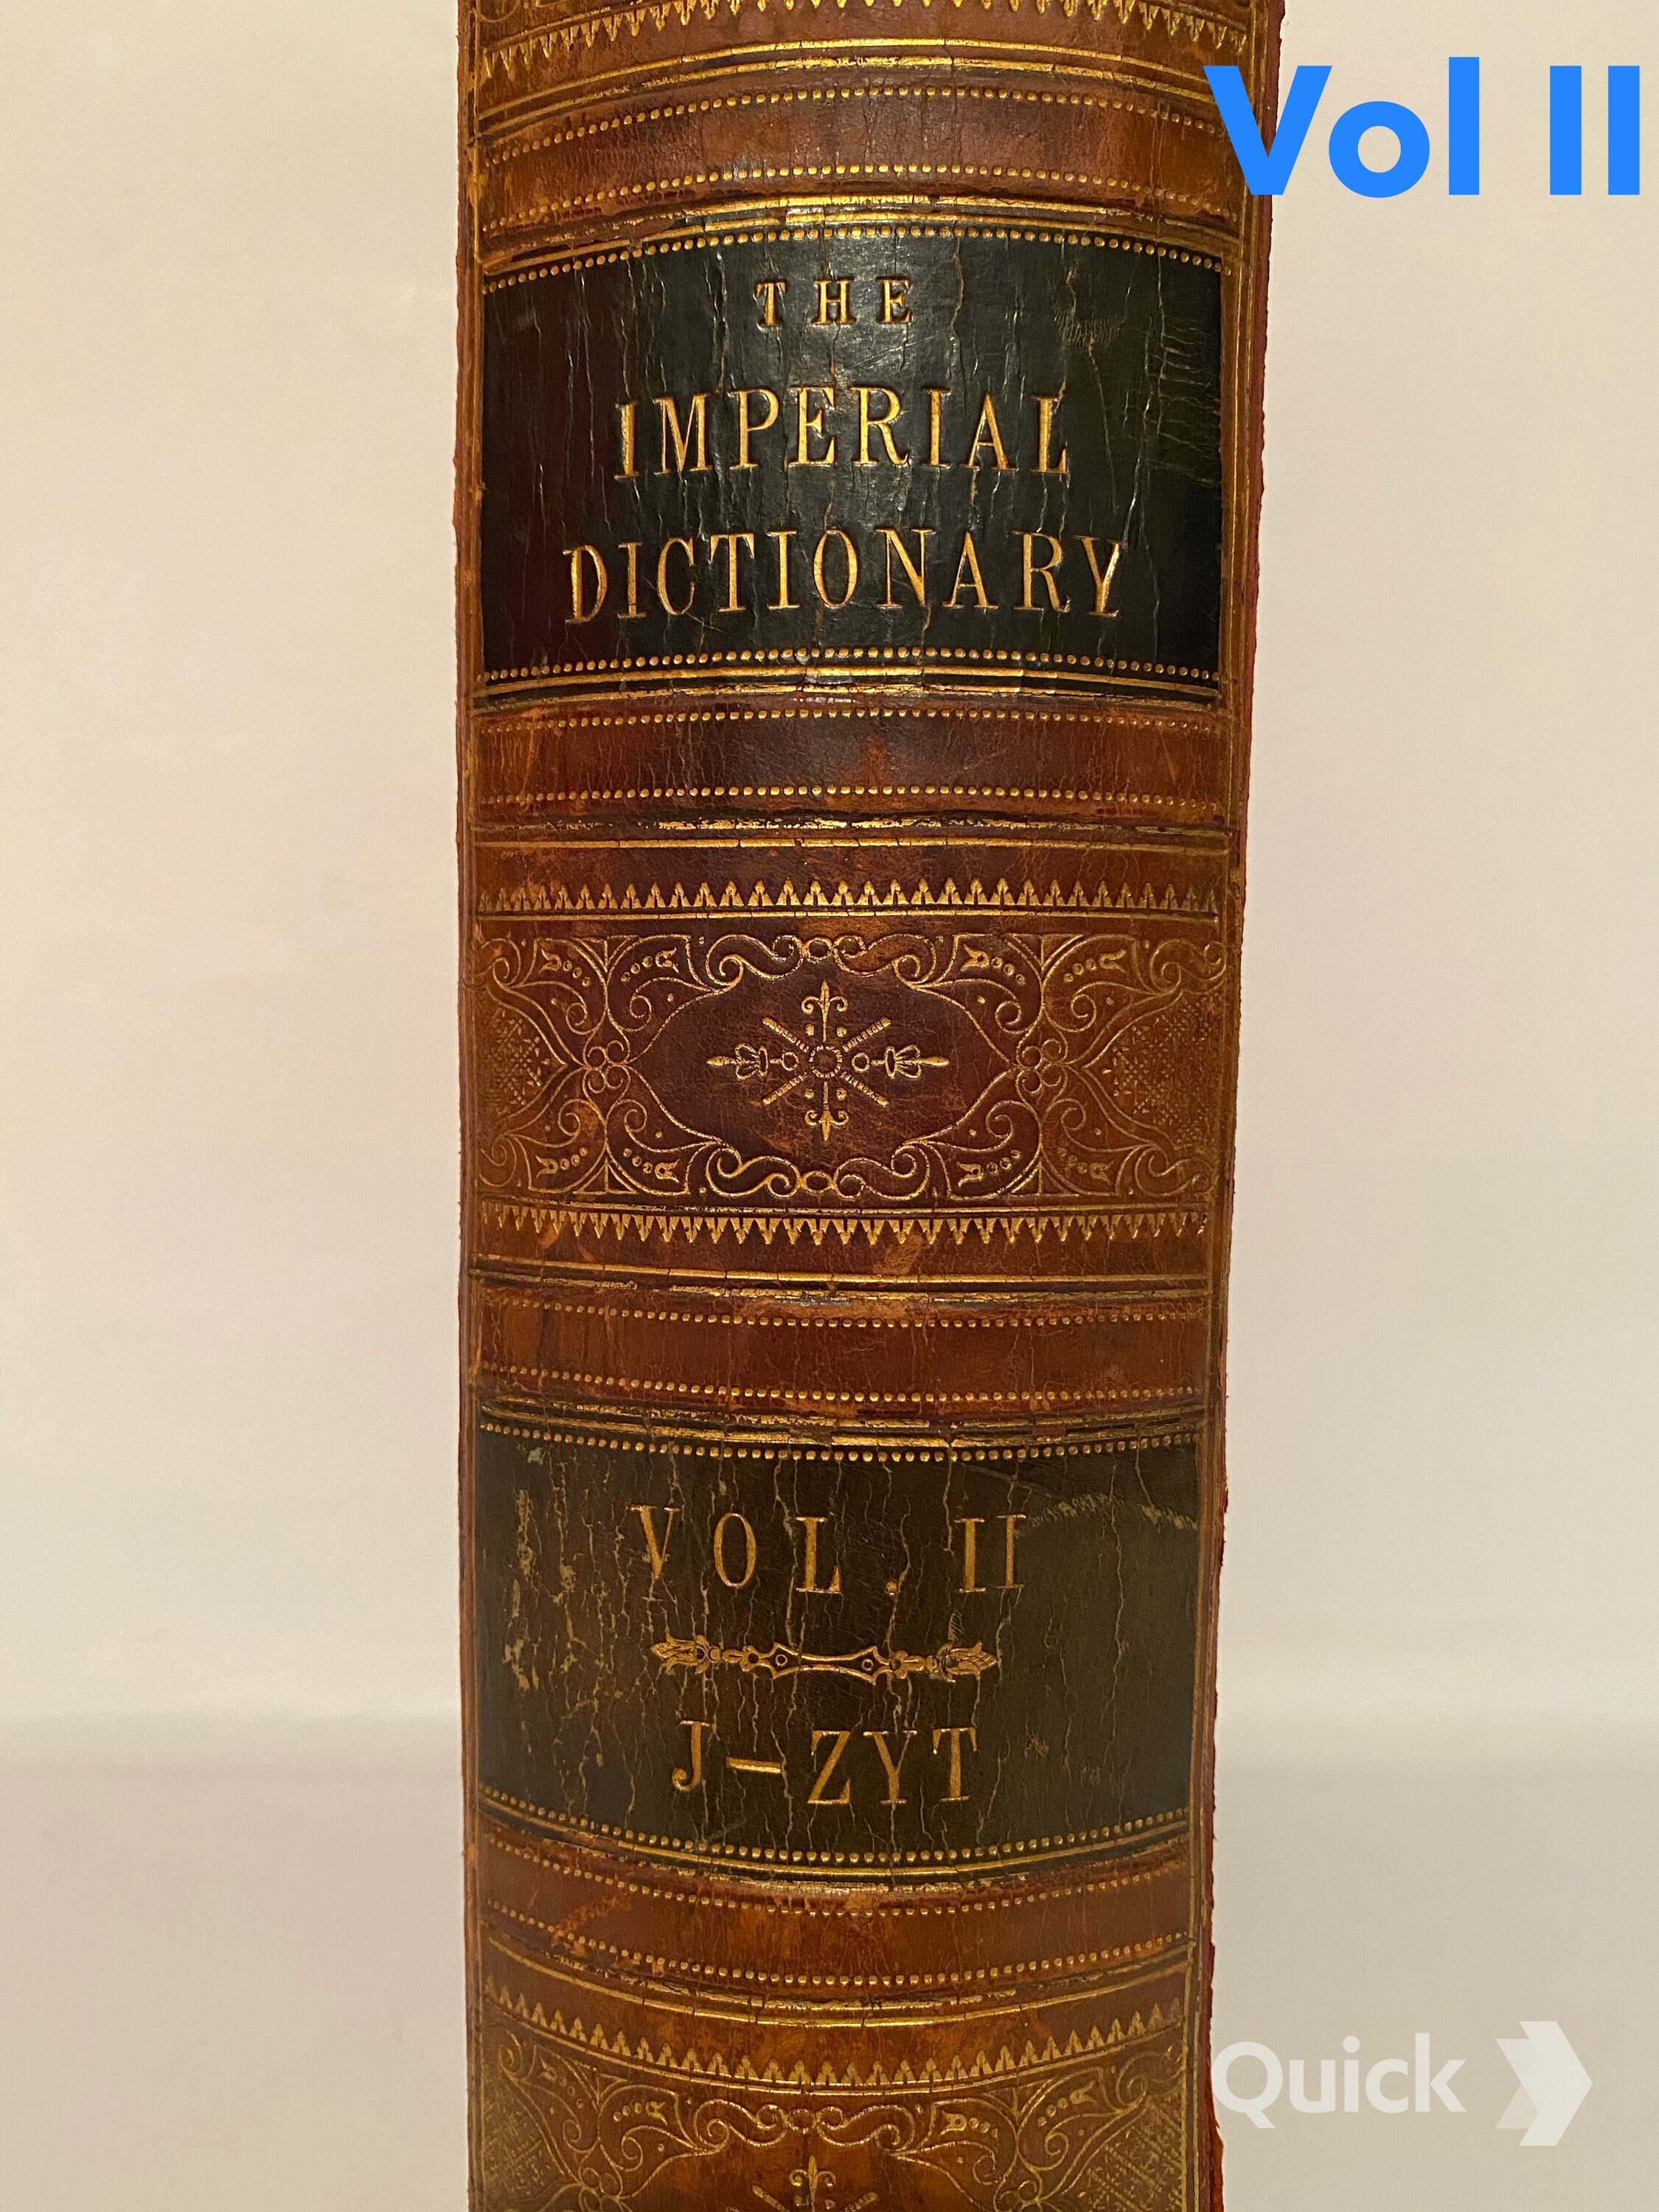 Vol II
THE
IMPERIAL
DICTIONARY
VOL. II
J-ZYT
Quick